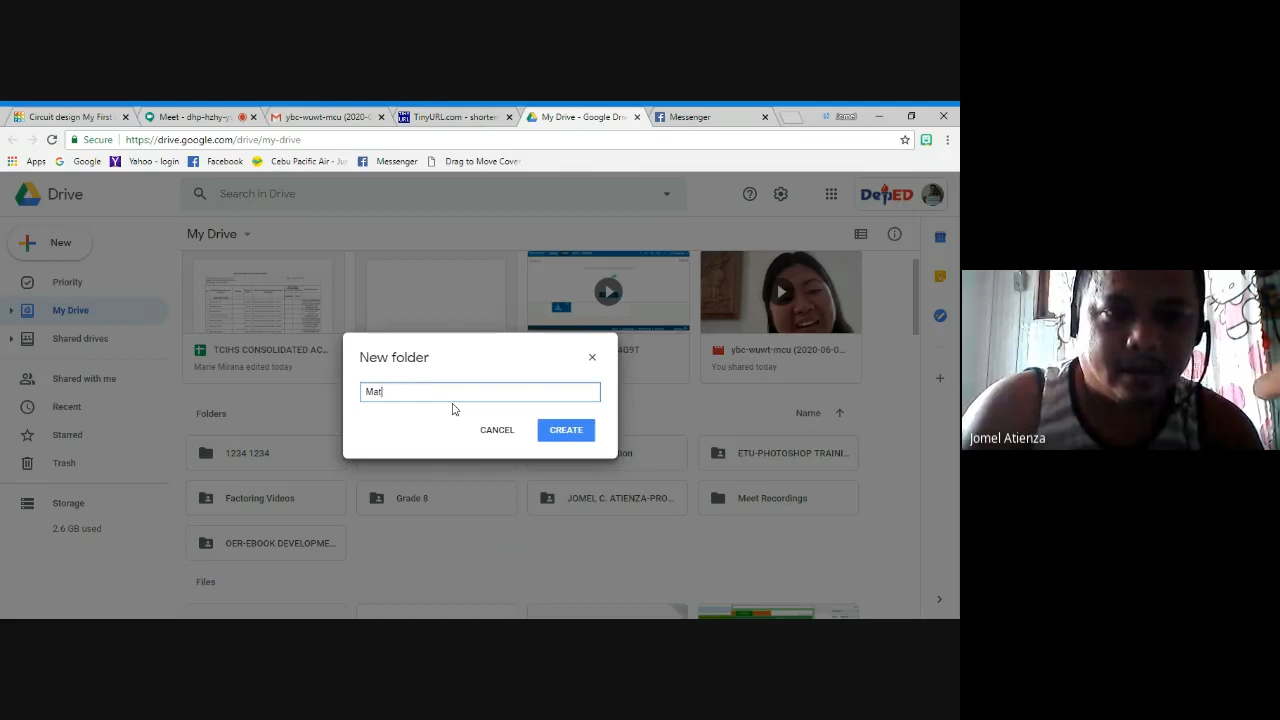 Circuit design My First
Meet - dhp-hzhy-y
ybc-wuwt-mcu (2020-0
TinyURL.com - shorten
My Drive - Google Dri
Messenger
Jomel
Secure
https://drive.google.com/drive/my-drive
Apps
Google
Yahoo - login
Facebook
Cebu Pacific Air - Ju
Messenger
Drag to Move Cover
Drive
Search in Drive
DepED
New
My Drive
Priority
My Drive
Shared drives
Shared with me
Recent
Starred
Trash
Storage
2.6 GB used
TCIHS CONSOLIDATED AC...
Marie Mirana edited today
4G9T
ybc-wuwt-mcu (2020-06-0...
You shared today
New folder
Mat
CANCEL
CREATE
Folders
Name
1234 1234
ETU-PHOTOSHOP TRAINI...
Factoring Videos
Grade 8
JOMEL C. ATIENZA-PRO...
Meet Recordings
OER-EBOOK DEVELOPME...
Files
Jomel Atienza